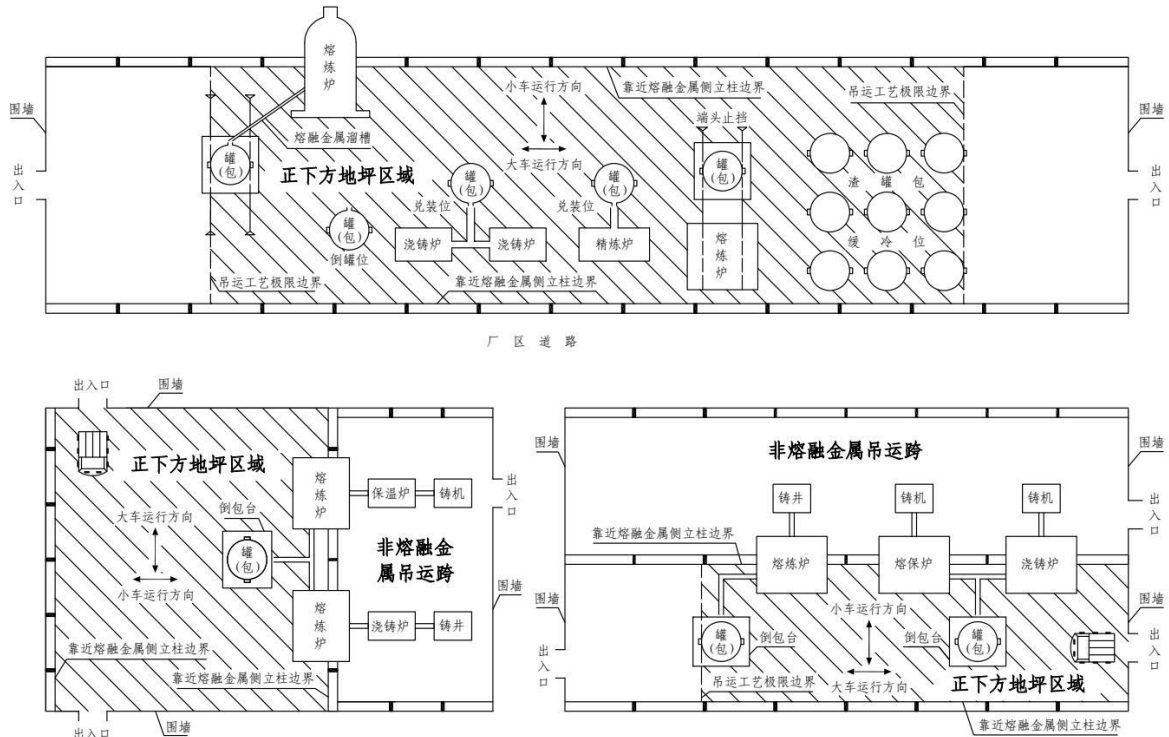 熔炼炉
围墙
出入口
熔融金属溜槽
罐(包)
正下方地坪区域
罐(包)
倒罐位
吊运工艺极限边界
小车运行方向
大车运行方向
靠近熔融金属侧立柱边界
吊运工艺极限边界
端头止挡
罐(包)
兑装位
浇铸炉
浇铸炉
罐(包)
兑装位
精炼炉
靠近熔融金属侧立柱边界
罐(包)
熔炼炉
渣罐包
缓冷位
围墙
出入口
厂区道路
出入口
围墙
正下方地坪区域
大车运行方向
小车运行方向
倒包台
罐(包)
熔炼炉
保温炉
铸机
出入口
非熔融金
属吊运跨
围墙
熔炼炉
浇铸炉
铸井
靠近熔融金属侧立柱边界
靠近熔融金属侧立柱边界
出入口
围墙
围墙
非熔融金属吊运跨
围墙
出入口
铸井
铸机
铸机
靠近熔融金属侧立柱边界
熔炼炉
熔保炉
浇铸炉
围墙
出入口
罐(包)
倒包台
小车运行方向
大车运行方向
倒包台
罐(包)
围墙
出入口
吊运工艺极限边界
正下方地坪区域
靠近熔融金属侧立柱边界